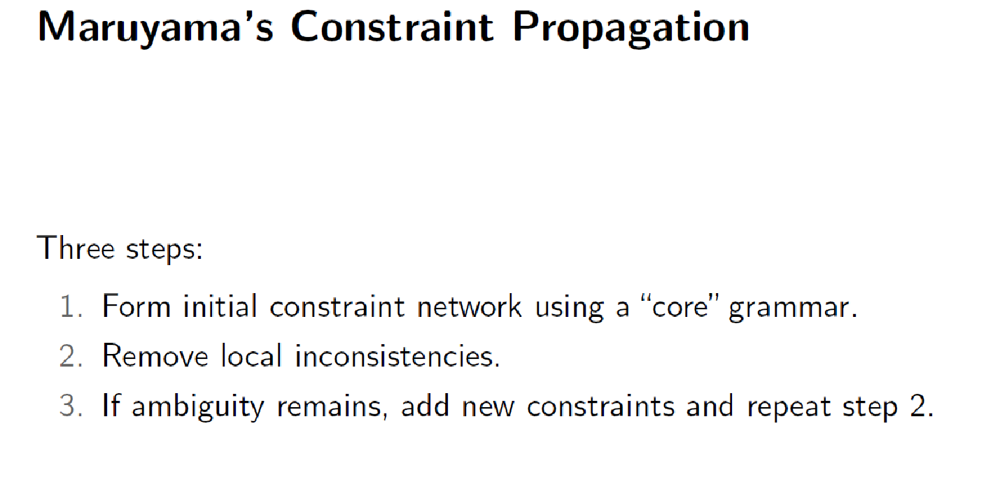 Maruyama's Constraint Propagation
Three steps:
1. Form initial constraint network using a “core” grammar.
2. Remove local inconsistencies.
3. If ambiguity remains, add new constraints and repeat step 2.